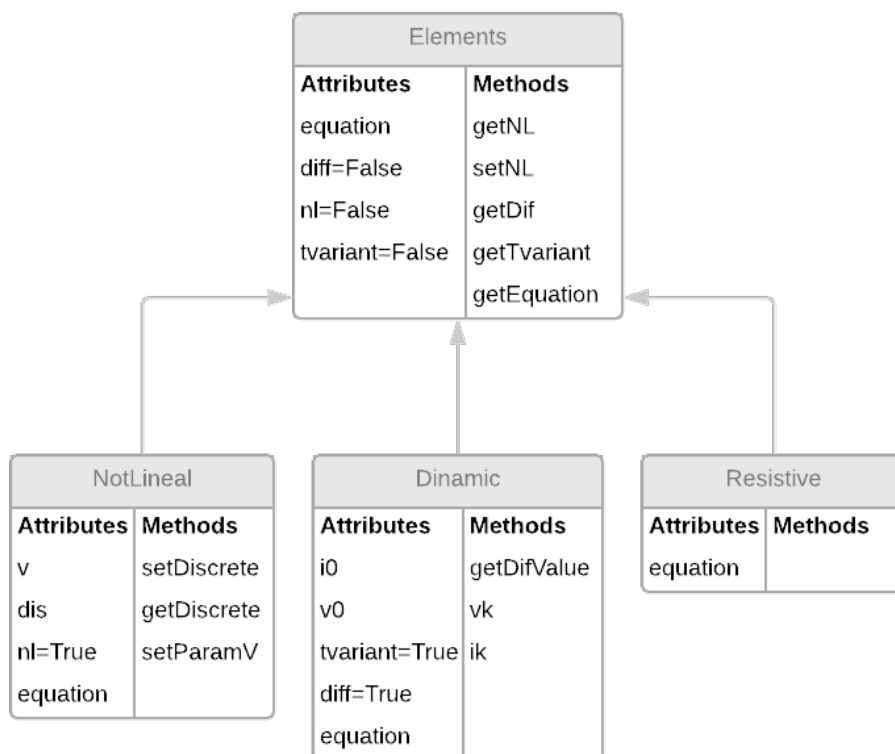 Elements
Attributes Methods
equation getNL
diff=False setNL
nl=False getDif
tvariant=False getTvariant
getEquation
NotLineal
Attributes Methods
v setDiscrete
dis getDiscrete
nl=True setParamV
equation
Dinamic
Attributes Methods
i0 getDifValue
v0 vk
tvariant=True ik
diff=True
equation
Resistive
Attributes Methods
equation